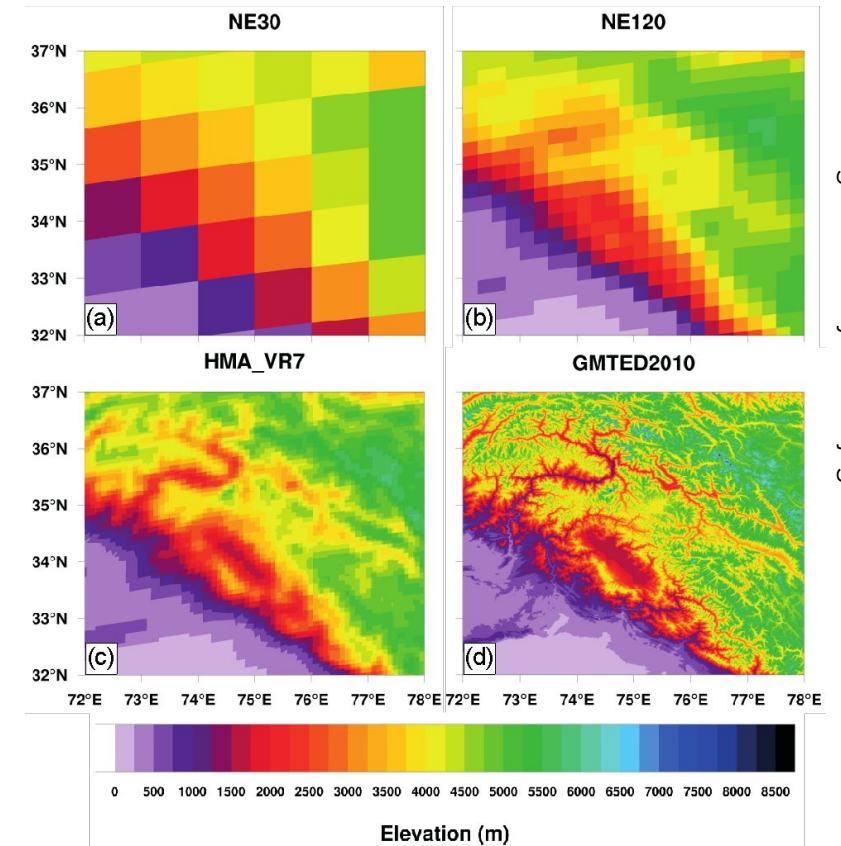 NE30 NE120
37°N
36°N
35°N
34°N
33°N
32°N
(a) (b)
HMA_VR7 GMTED2010
37°N
36°N
35°N
34°N
33°N
32°N
(c) (d)
72°E 73°E 74°E 75°E 76°E 77°E 78°E 72°E 73°E 74°E 75°E 76°E 77°E 78°E
0 500 1000 1500 2000 2500 3000 3500 4000 4500 5000 5500 6000 6500 7000 7500 8000 8500
Elevation (m)